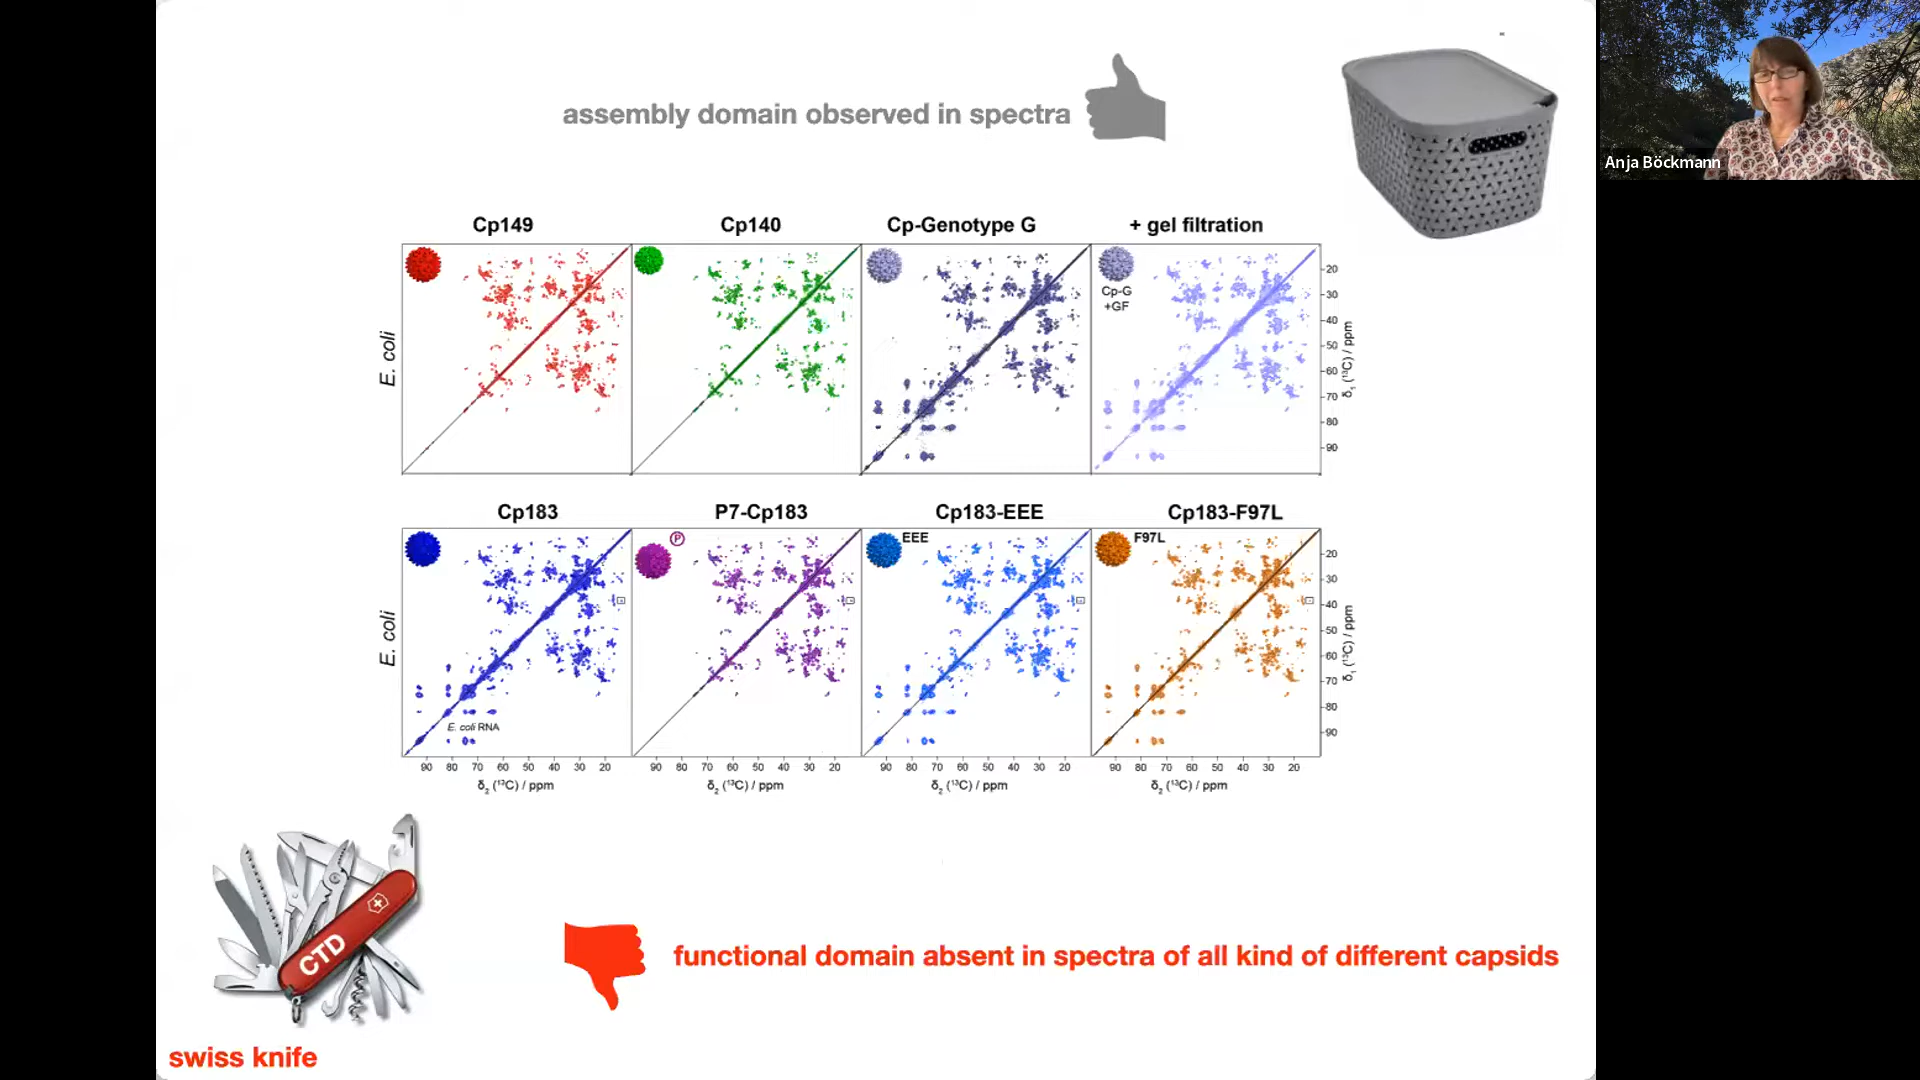 assembly domain observed in spectra
Anja Böckmann
Cp149
Cp140
Cp-Genotype G
+ gel filtration
Cp-G
+GF
E. coli
20
30
40
50
60
70
80
90
δ1 (13C) / ppm
Cp183
P7-Cp183
Cp183-EEE
Cp183-F97L
P
EEE
F97L
E. coli
E. coli RNA
20
30
40
50
60
70
80
90
δ1 (13C) / ppm
90 80 70 60 50 40 30 20
90 80 70 60 50 40 30 20
90 80 70 60 50 40 30 20
90 80 70 60 50 40 30 20
δ2 (13C) / ppm
δ2 (13C) / ppm
δ2 (13C) / ppm
δ2 (13C) / ppm
CTD
functional domain absent in spectra of all kind of different capsids
swiss knife